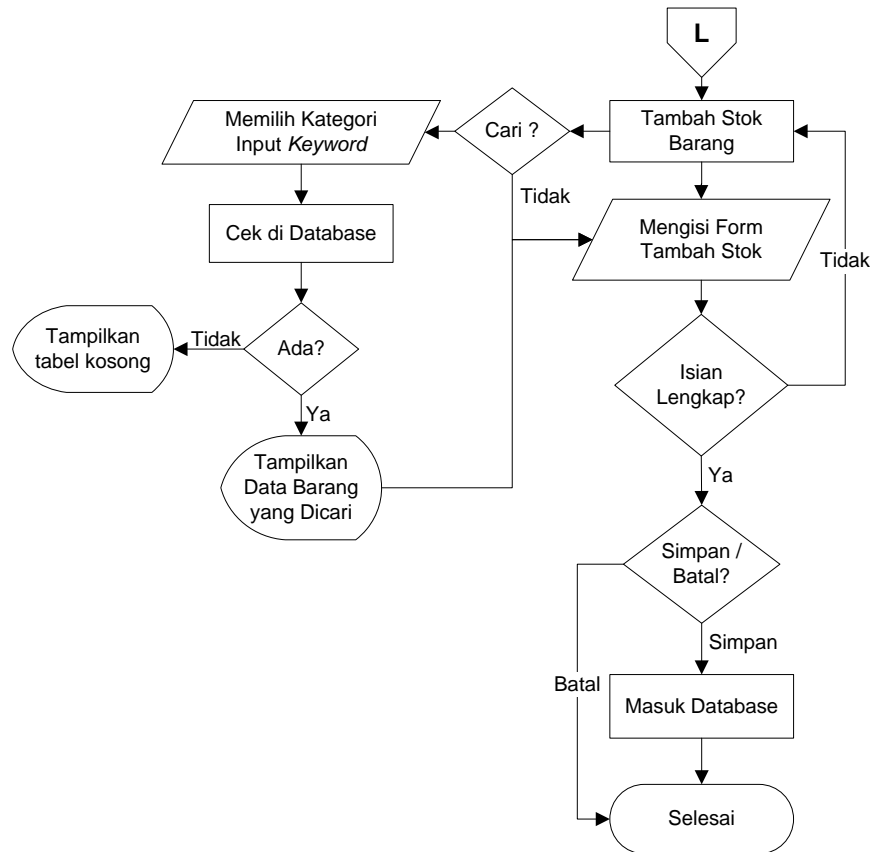 L
Tambah Stok
Barang
Cari ?
Memilih Kategori
Input Keyword
Tidak
Cek di Database
Mengisi Form
Tambah Stok
Tidak
Ada?
Tidak
Tampilkan
tabel kosong
Ya
Tampilkan
Data Barang
yang Dicari
Isian
Lengkap?
Ya
Simpan /
Batal?
Simpan
Batal
Masuk Database
Selesai